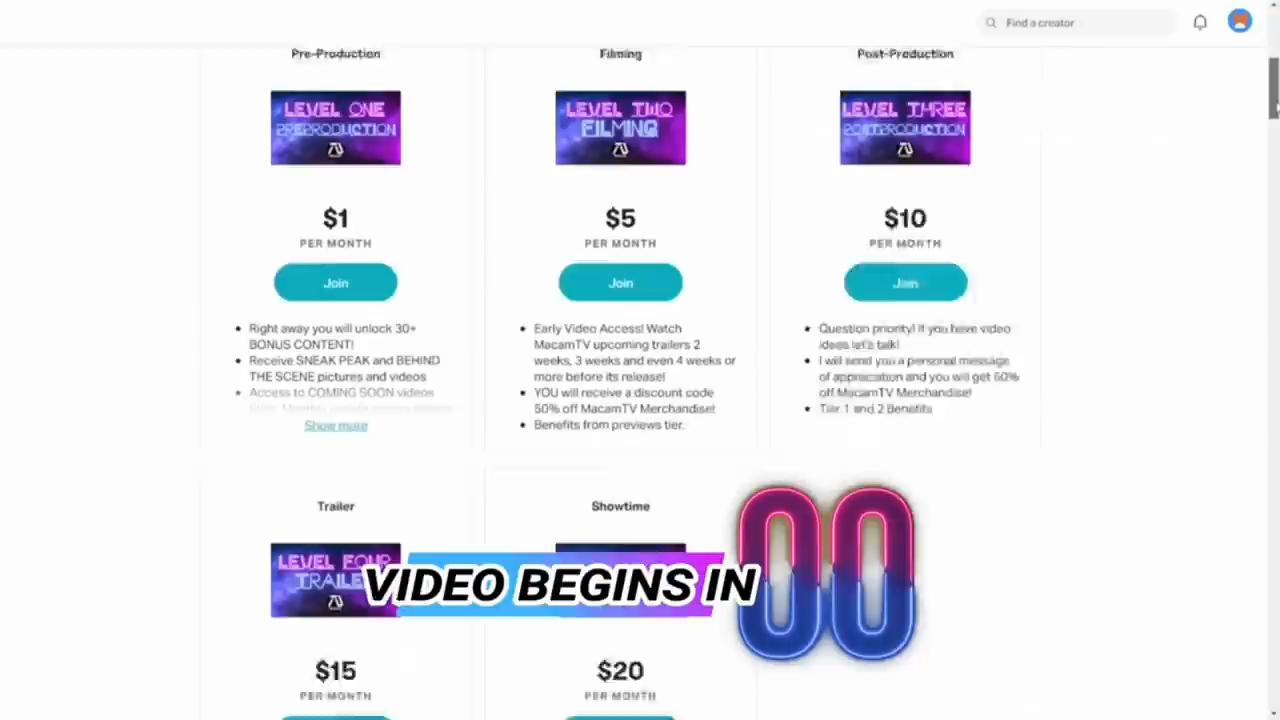 Find a creator
Pre-Production
LEVEL ONE
PREPRODUCTION
$1
PER MONTH
Join
Right away you will unlock 30+
BONUS CONTENT!
Receive SNEAK PEAK and BEHIND
THE SCENE pictures and videos
Access to COMING SOON videos
Show more
Filming
LEVEL TWO
FILMING
$5
PER MONTH
Join
Early Video Access! Watch
MacamTV upcoming trailers 2
weeks, 3 weeks and even 4 weeks or
more before its release!
YOU will receive a discount code
50% off MacamTV Merchandise!
Benefits from previews tier.
Post-Production
LEVEL THREE
POSTPRODUCTION
$10
PER MONTH
Join
Question priority! If you have video
ideas let's talk!
I will send you a personal message
of appreciation and you will get 50%
off MacamTV Merchandise!
Tier 1 and 2 Benefits
Trailer
LEVEL FOUR
$15
PER MONTH
Showtime
$20
PER MONTH
VIDEO BEGINS IN
00